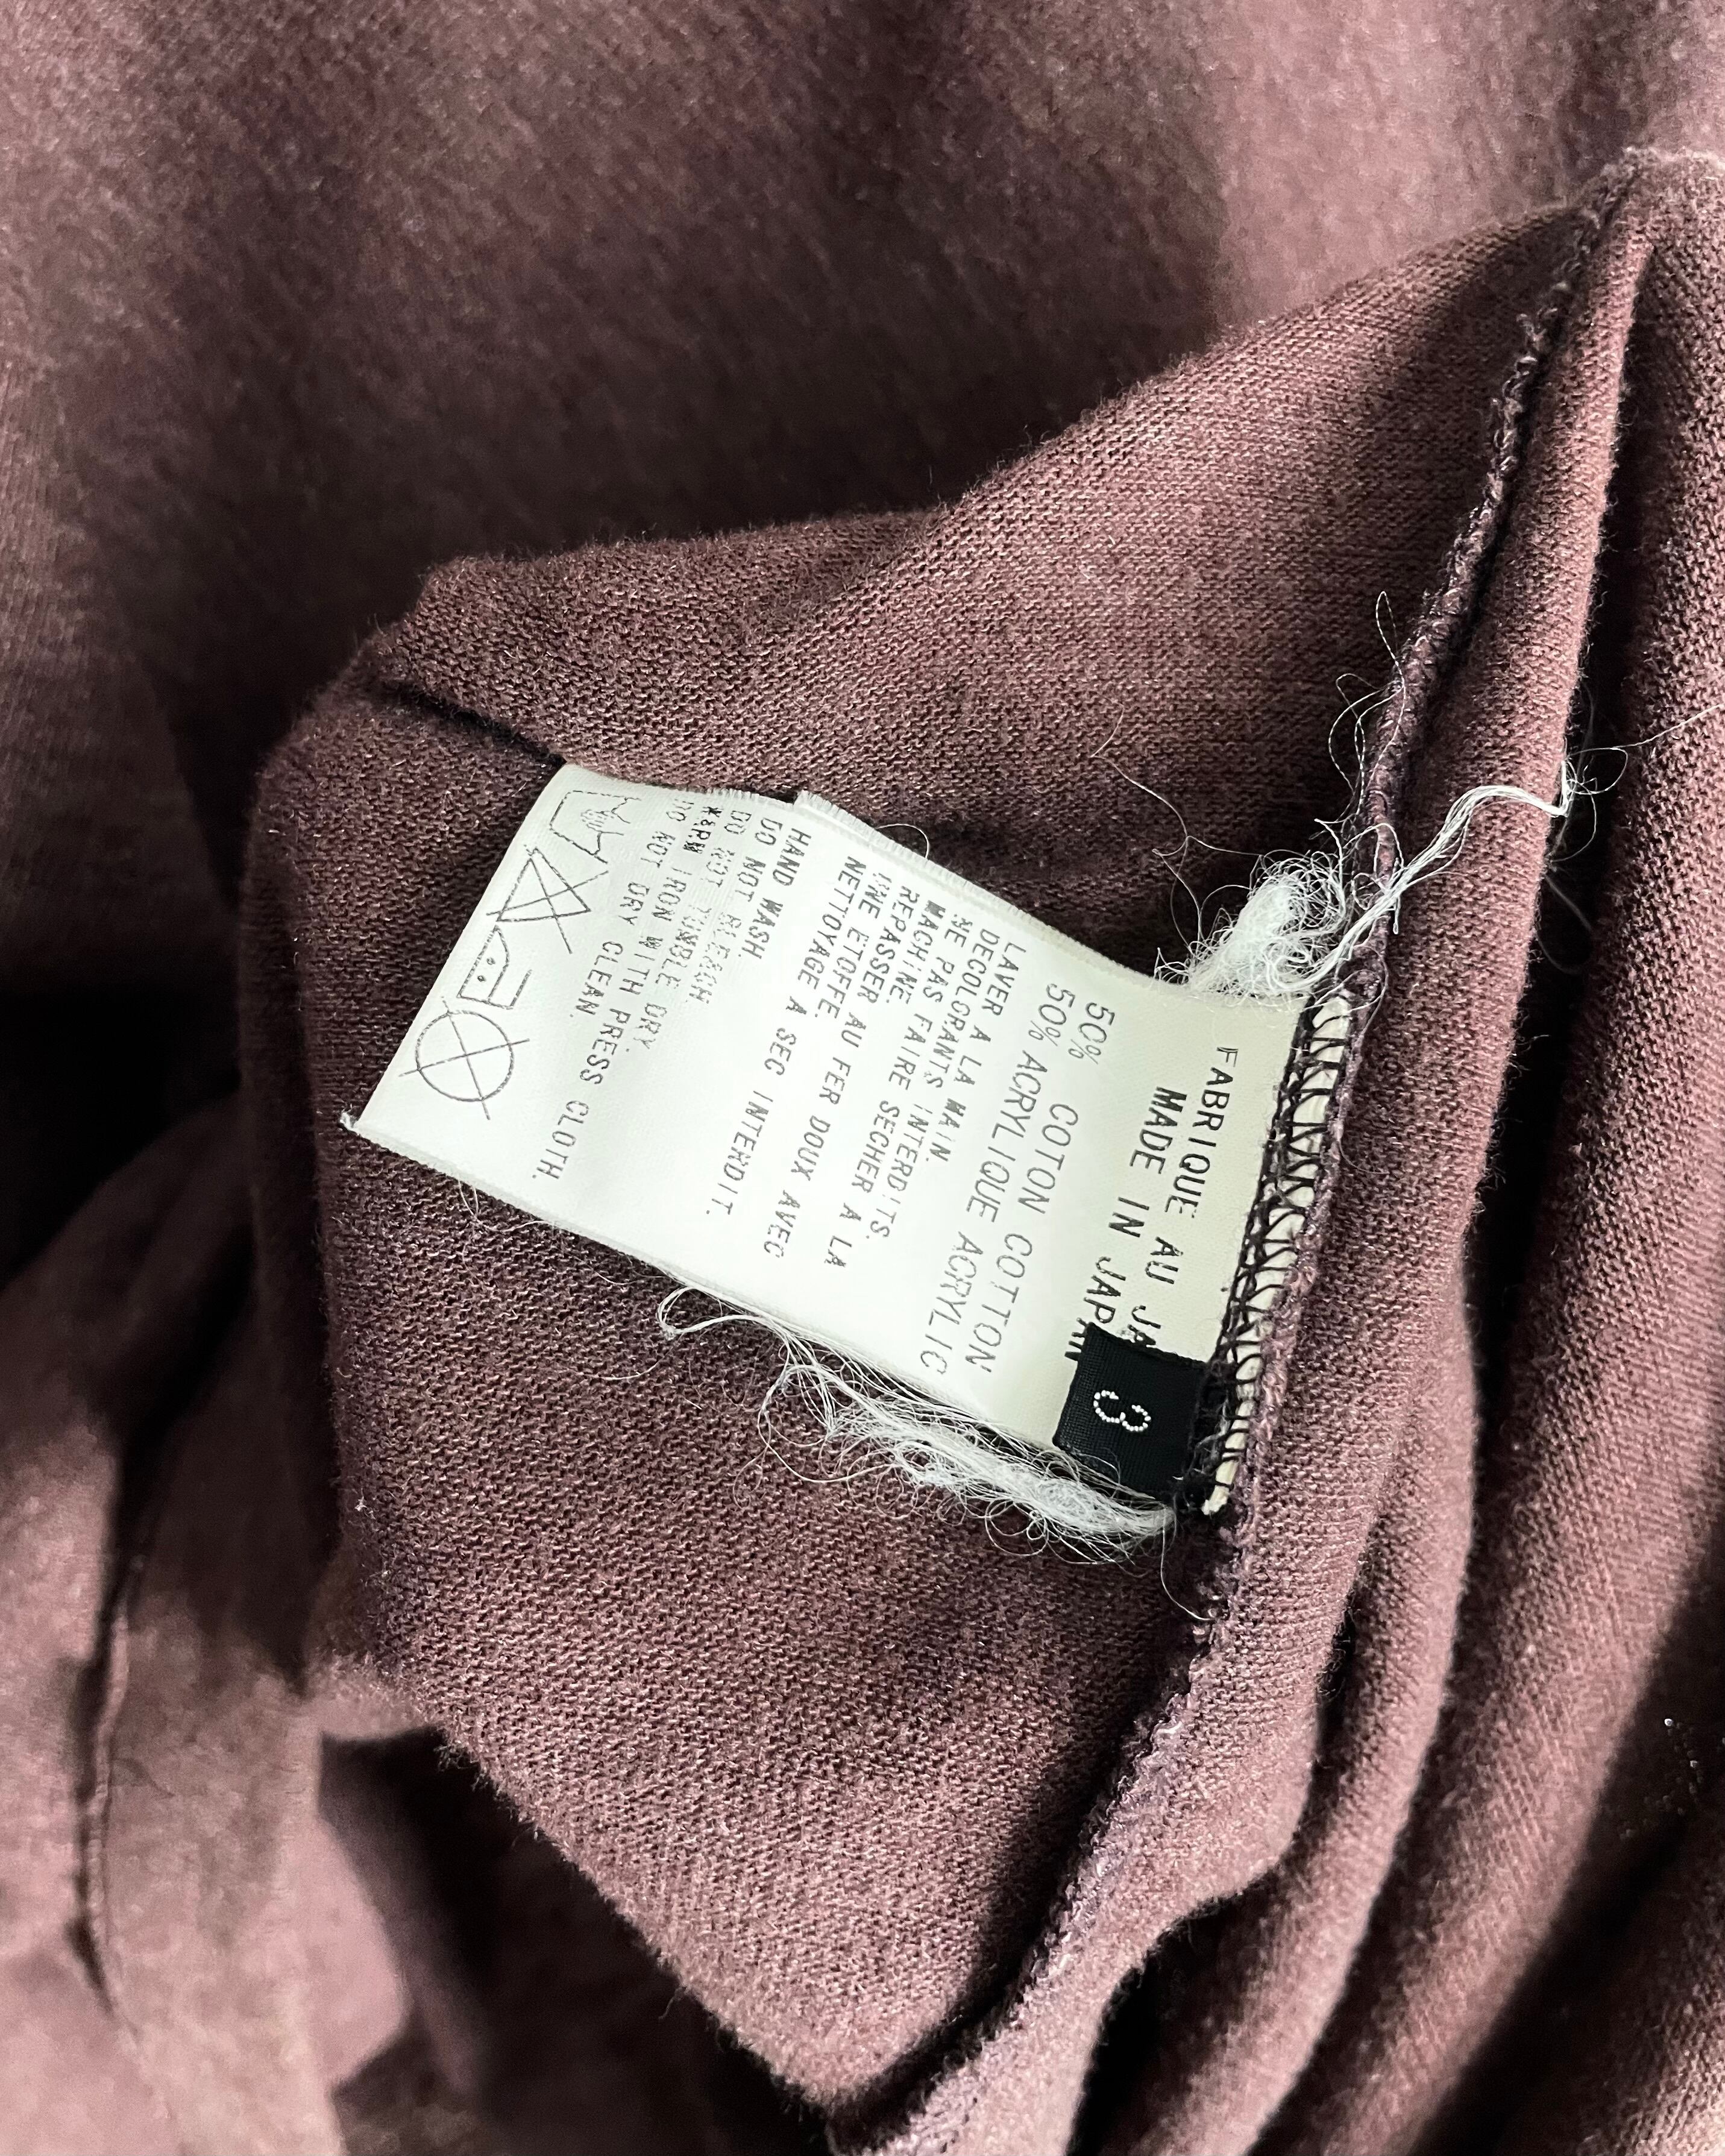 FABRIQUE AU JA
MADE IN JAPAN
3
50% COTON COTTON
50% ACRYLIQUE ACRYLIC
LAVER A LA MAIN.
DECOLORANTS INTERDITS.
NE PAS FAIRE SECHER A LA
MACHINE.
REPASSER AU FER DOUX AVEC
UNE ETOFFE.
NETTOYAGE A SEC INTERDIT.
HAND WASH
DO NOT BLEACH
DO NOT TUMBLE DRY.
WARM IRON WITH PRESS CLOTH.
DO NOT DRY CLEAN.